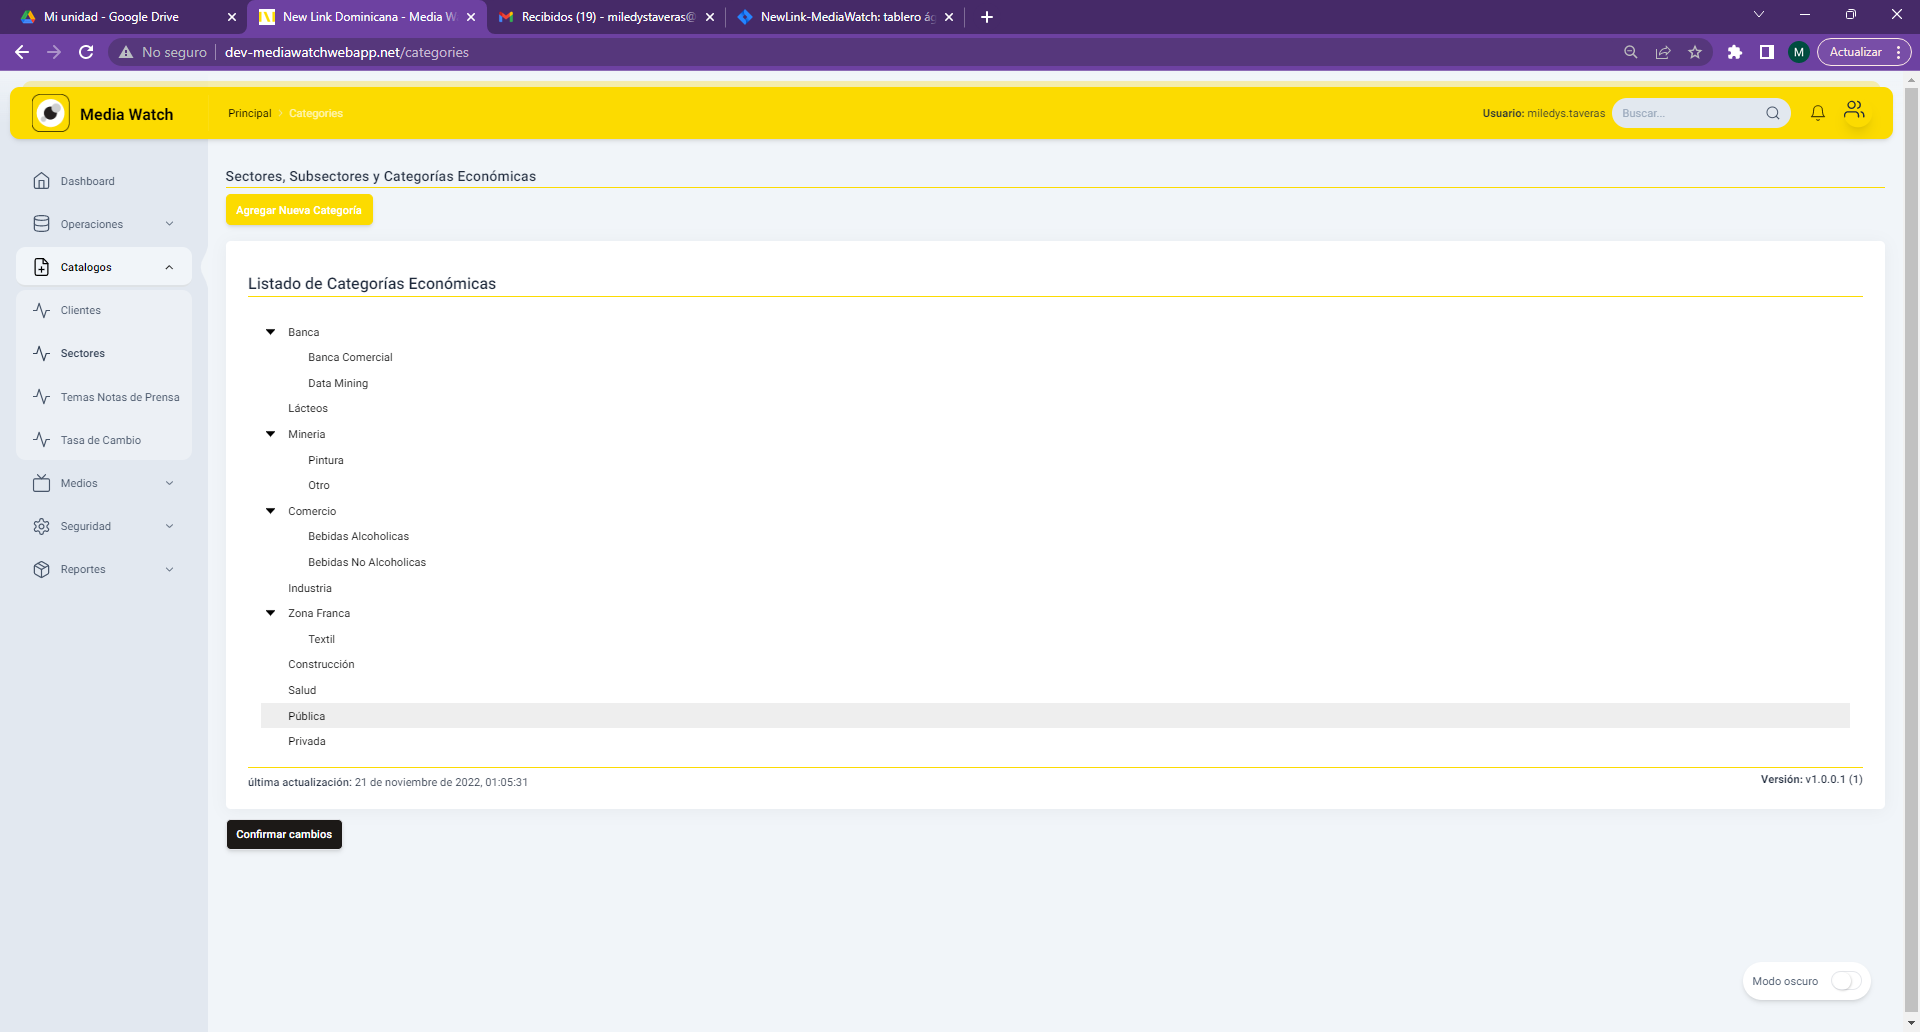 Mi unidad - Google Drive
New Link Dominicana - Media W
Recibidos (19) - miledystaveras@
NewLink-MediaWatch: tablero ág
No seguro
dev-mediawatchwebapp.net/categories
M
Actualizar
Media Watch
Principal
Categories
Usuario: miledys.taveras
Buscar...
Dashboard
Operaciones
Catalogos
Clientes
Sectores
Temas Notas de Prensa
Tasa de Cambio
Medios
Seguridad
Reportes
Sectores, Subsectores y Categorías Económicas
Agregar Nueva Categoría
Listado de Categorías Económicas
Banca
Banca Comercial
Data Mining
Lácteos
Mineria
Pintura
Otro
Comercio
Bebidas Alcoholicas
Bebidas No Alcoholicas
Industria
Zona Franca
Textil
Construcción
Salud
Pública
Privada
última actualización: 21 de noviembre de 2022, 01:05:31
Versión: v1.0.0.1 (1)
Confirmar cambios
Modo oscuro